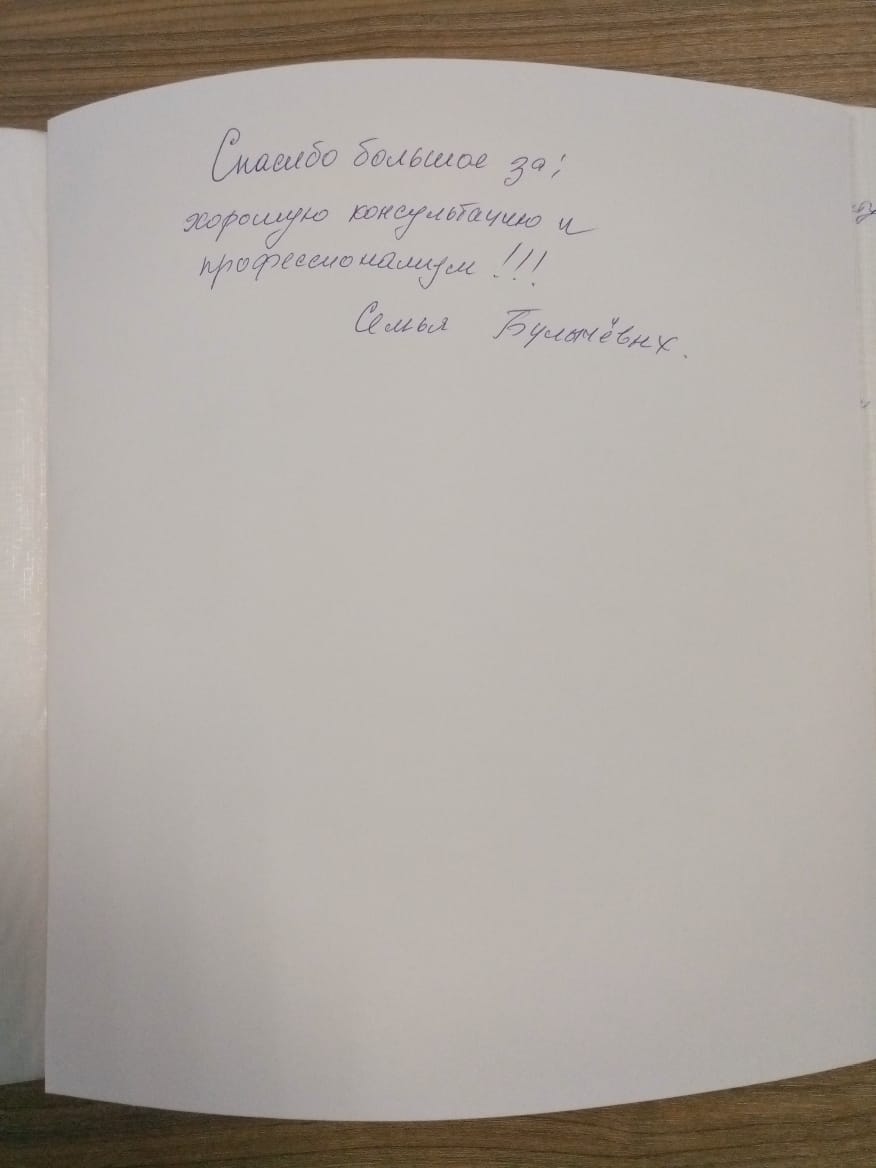 Спасибо большое за:
хорошую консультацию и
профессионализм!!!
Семья Булычёвых.